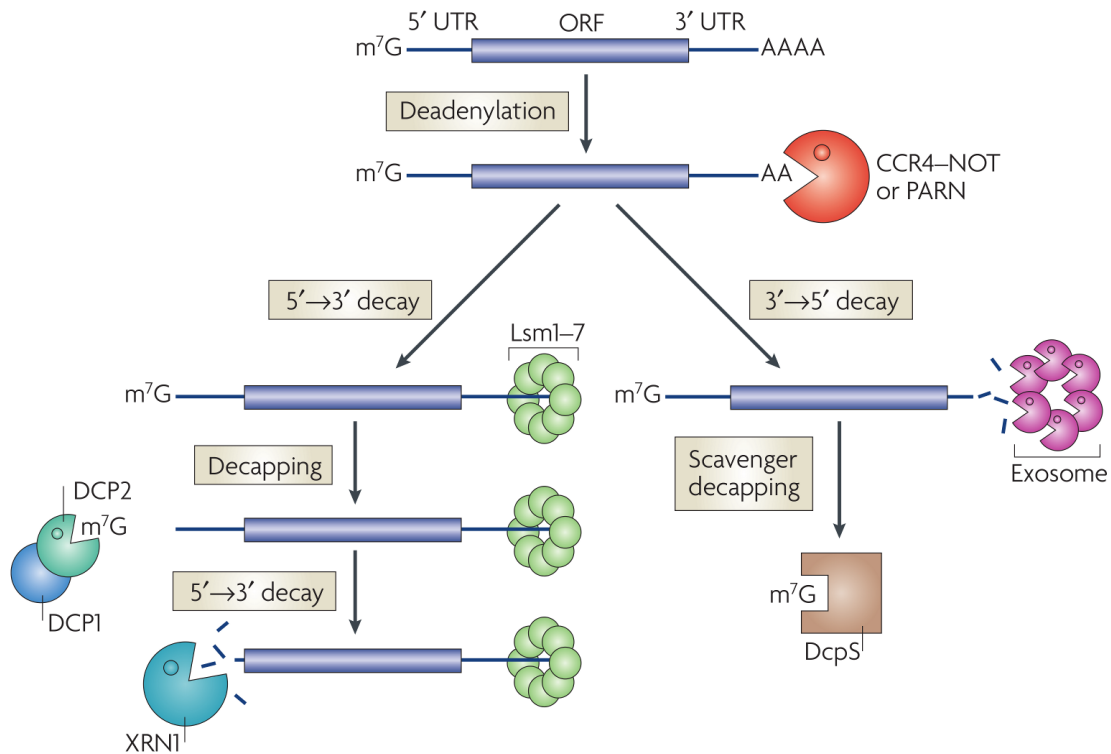 5′ UTR ORF 3′ UTR
m⁷G AAAA
Deadenylation
m⁷G AA
CCR4–NOT
or PARN
5′→3′ decay
3′→5′ decay
Lsm1–7
m⁷G
m⁷G
Decapping
Scavenger
decapping
Exosome
DCP2
m⁷G
DCP1
5′→3′ decay
m⁷G
DcpS
XRN1